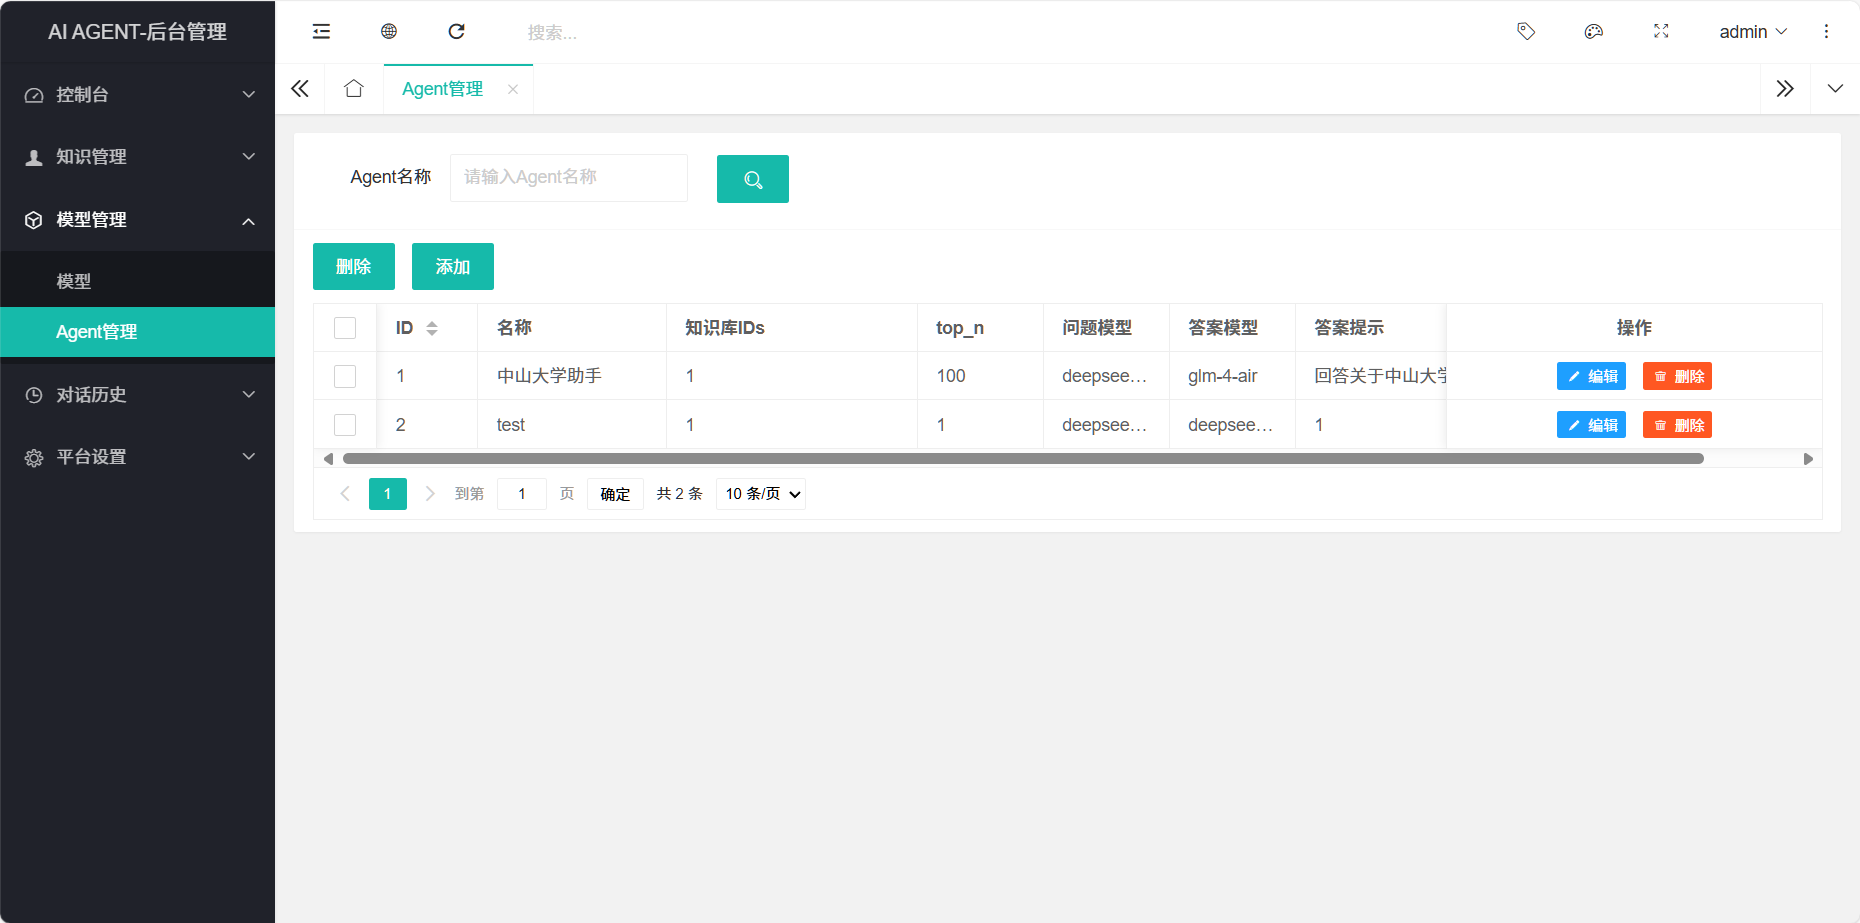 AI AGENT-后台管理
搜索...
admin
控制台
知识管理
模型管理
模型
Agent管理
对话历史
平台设置
Agent管理
Agent名称 请输入Agent名称
删除 添加
ID 名称 知识库IDs top_n 问题模型 答案模型 答案提示 操作
1 中山大学助手 1 100 deepsee... glm-4-air 回答关于中山大学 编辑 删除
2 test 1 1 deepsee... deepsee... 1 编辑 删除
1 到第 1 页 确定 共 2 条 10 条/页